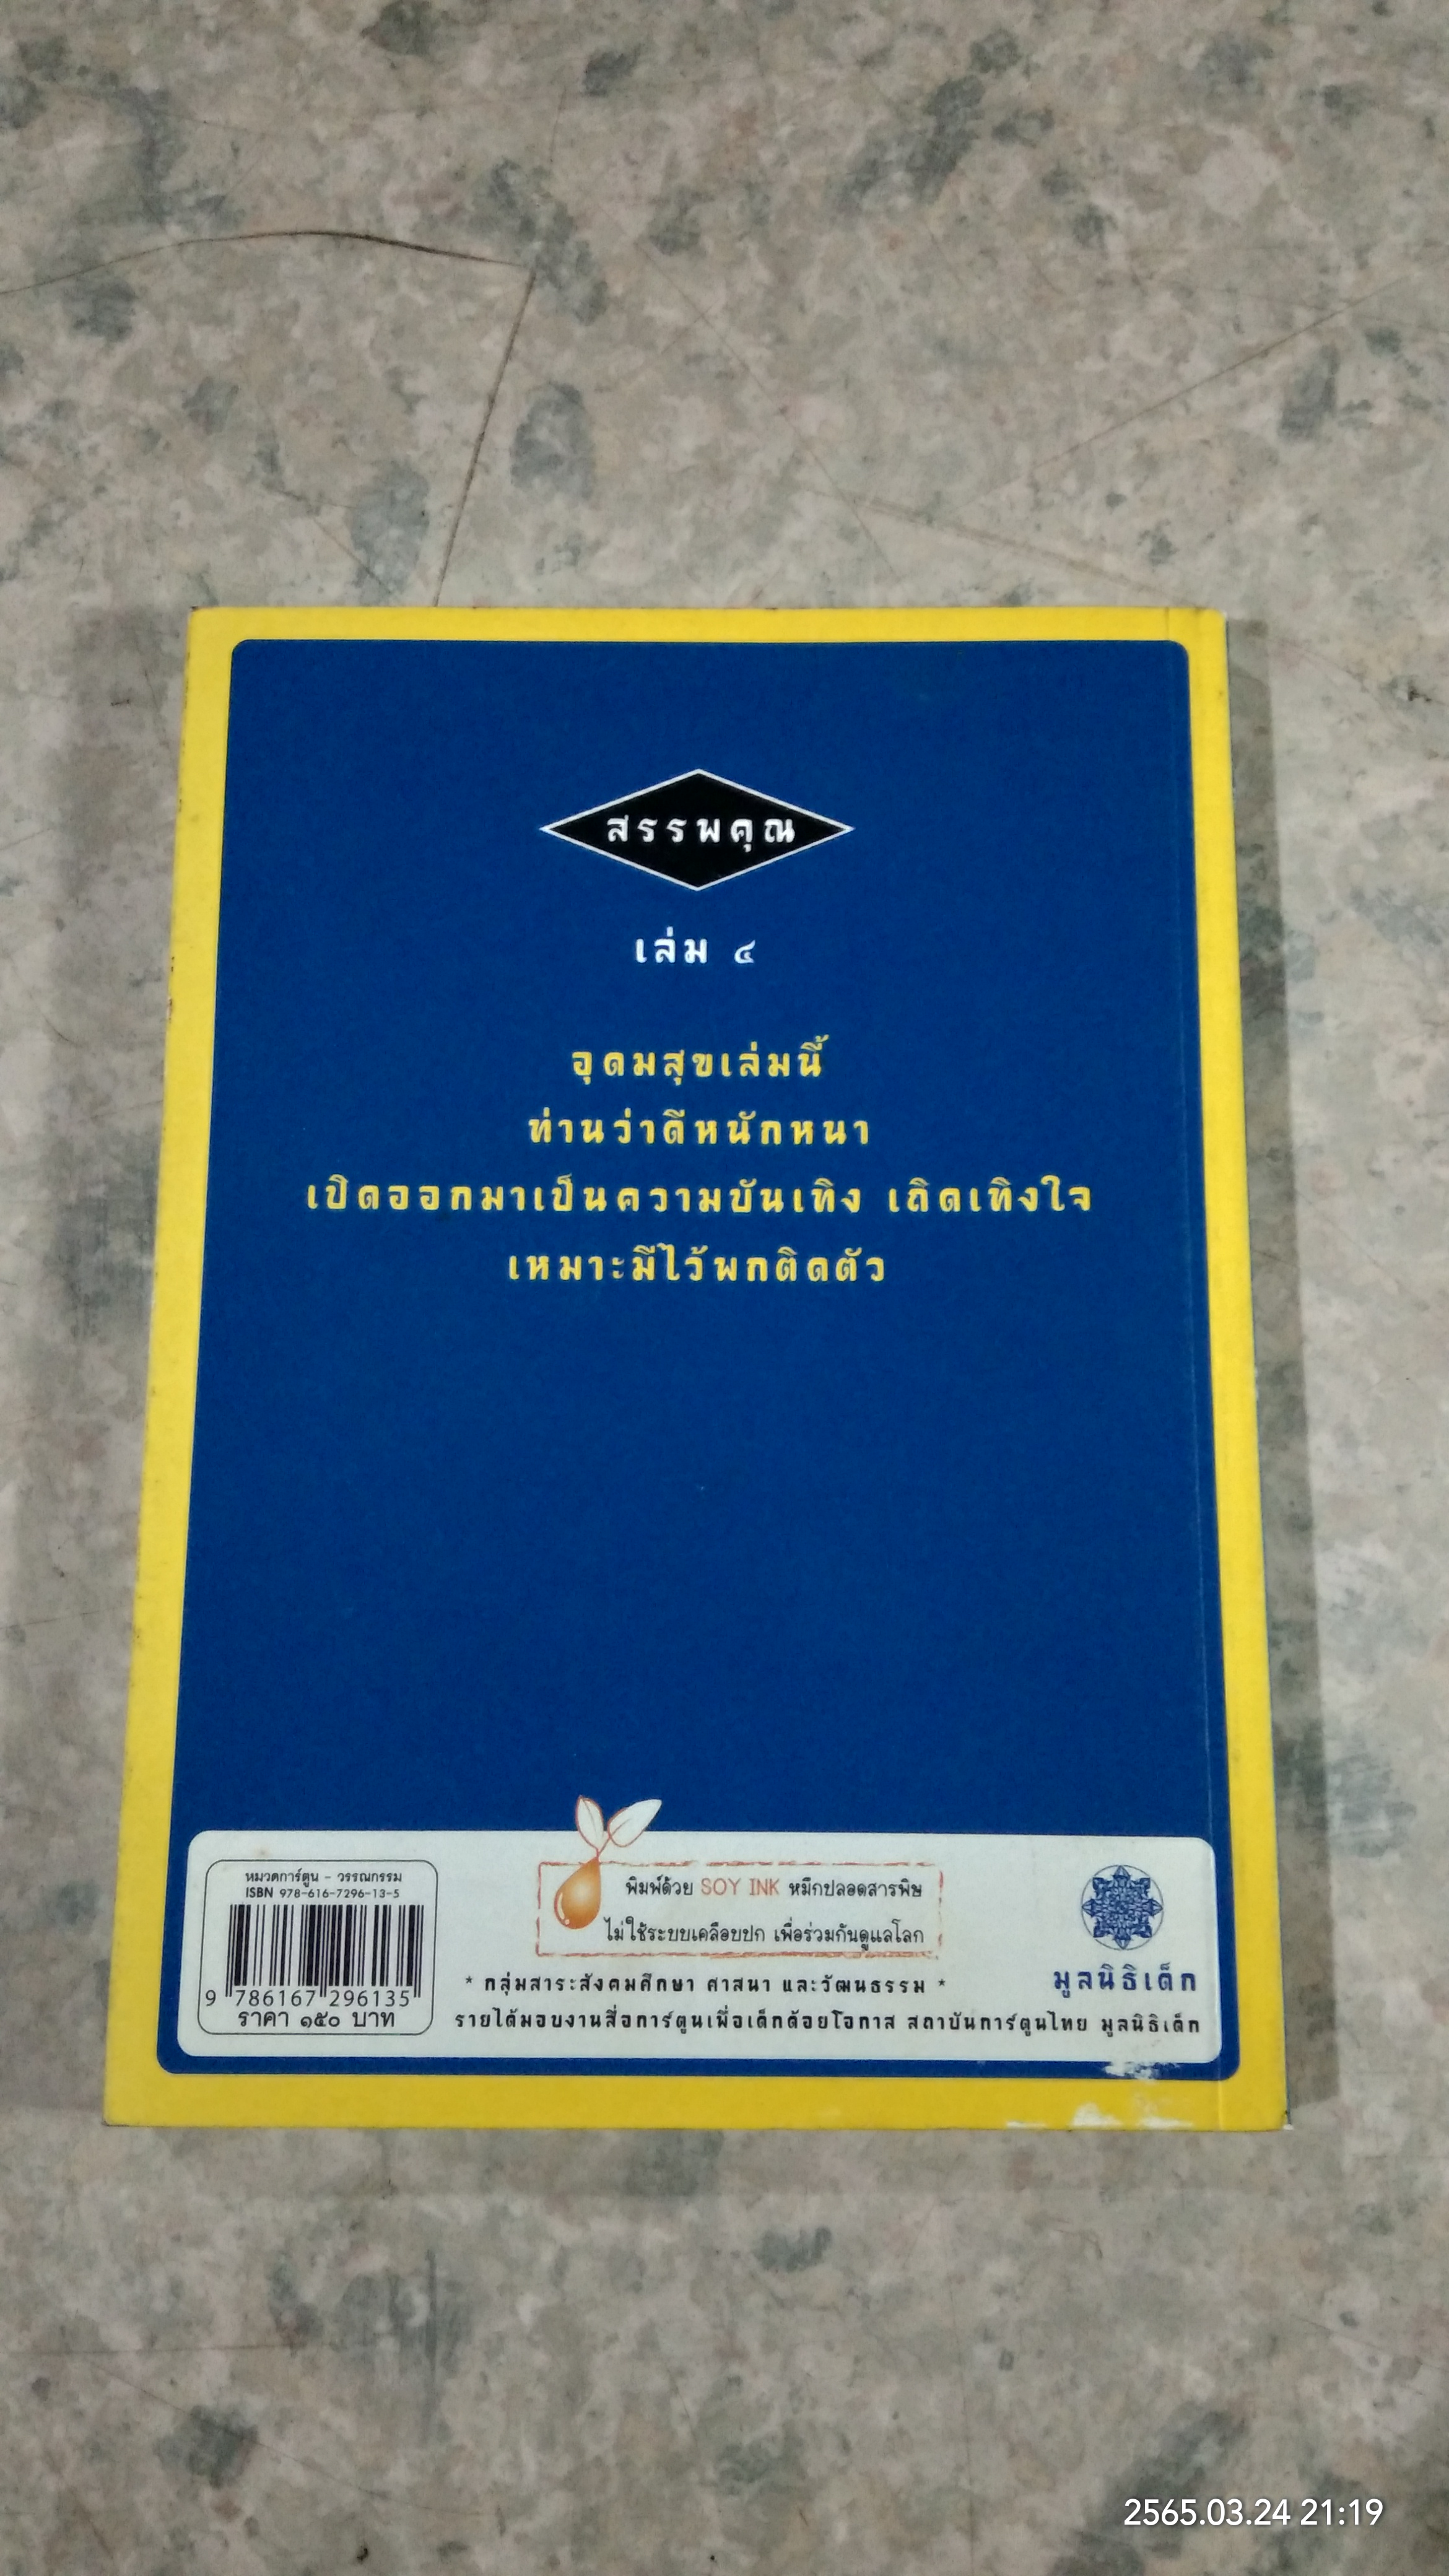 สรรพคุณ
เล่ม ๔
อุดมสุขเล่มนี้
ท่านว่าดีหนักหนา
เปิดออกมาเป็นความบันเทิง เถิดเทิงใจ
เหมาะมีไว้พกติดตัว
หมวดการ์ตูน - วรรณกรรม
ISBN 978-616-7296-13-5
9 786167 296135
ราคา ๑๕๐ บาท
พิมพ์ด้วย SOY INK หมึกปลอดสารพิษ
ไม่ใช้ระบบเคลือบปก เพื่อร่วมกันดูแลโลก
* กลุ่มสาระสังคมศึกษา ศาสนา และวัฒนธรรม *
รายได้มอบงานสื่อการ์ตูนเพื่อเด็กด้อยโอกาส สถาบันการ์ตูนไทย มูลนิธิเด็ก
มูลนิธิเด็ก
2565.03.24 21:19